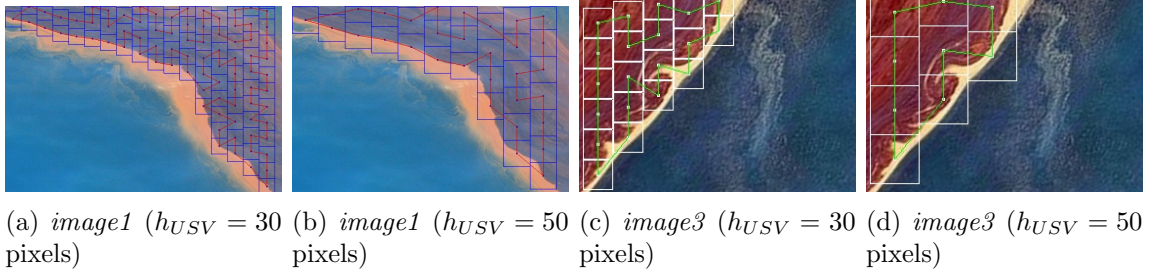 (a) image1 (h_USV = 30 pixels)
(b) image1 (h_USV = 50 pixels)
(c) image3 (h_USV = 30 pixels)
(d) image3 (h_USV = 50 pixels)